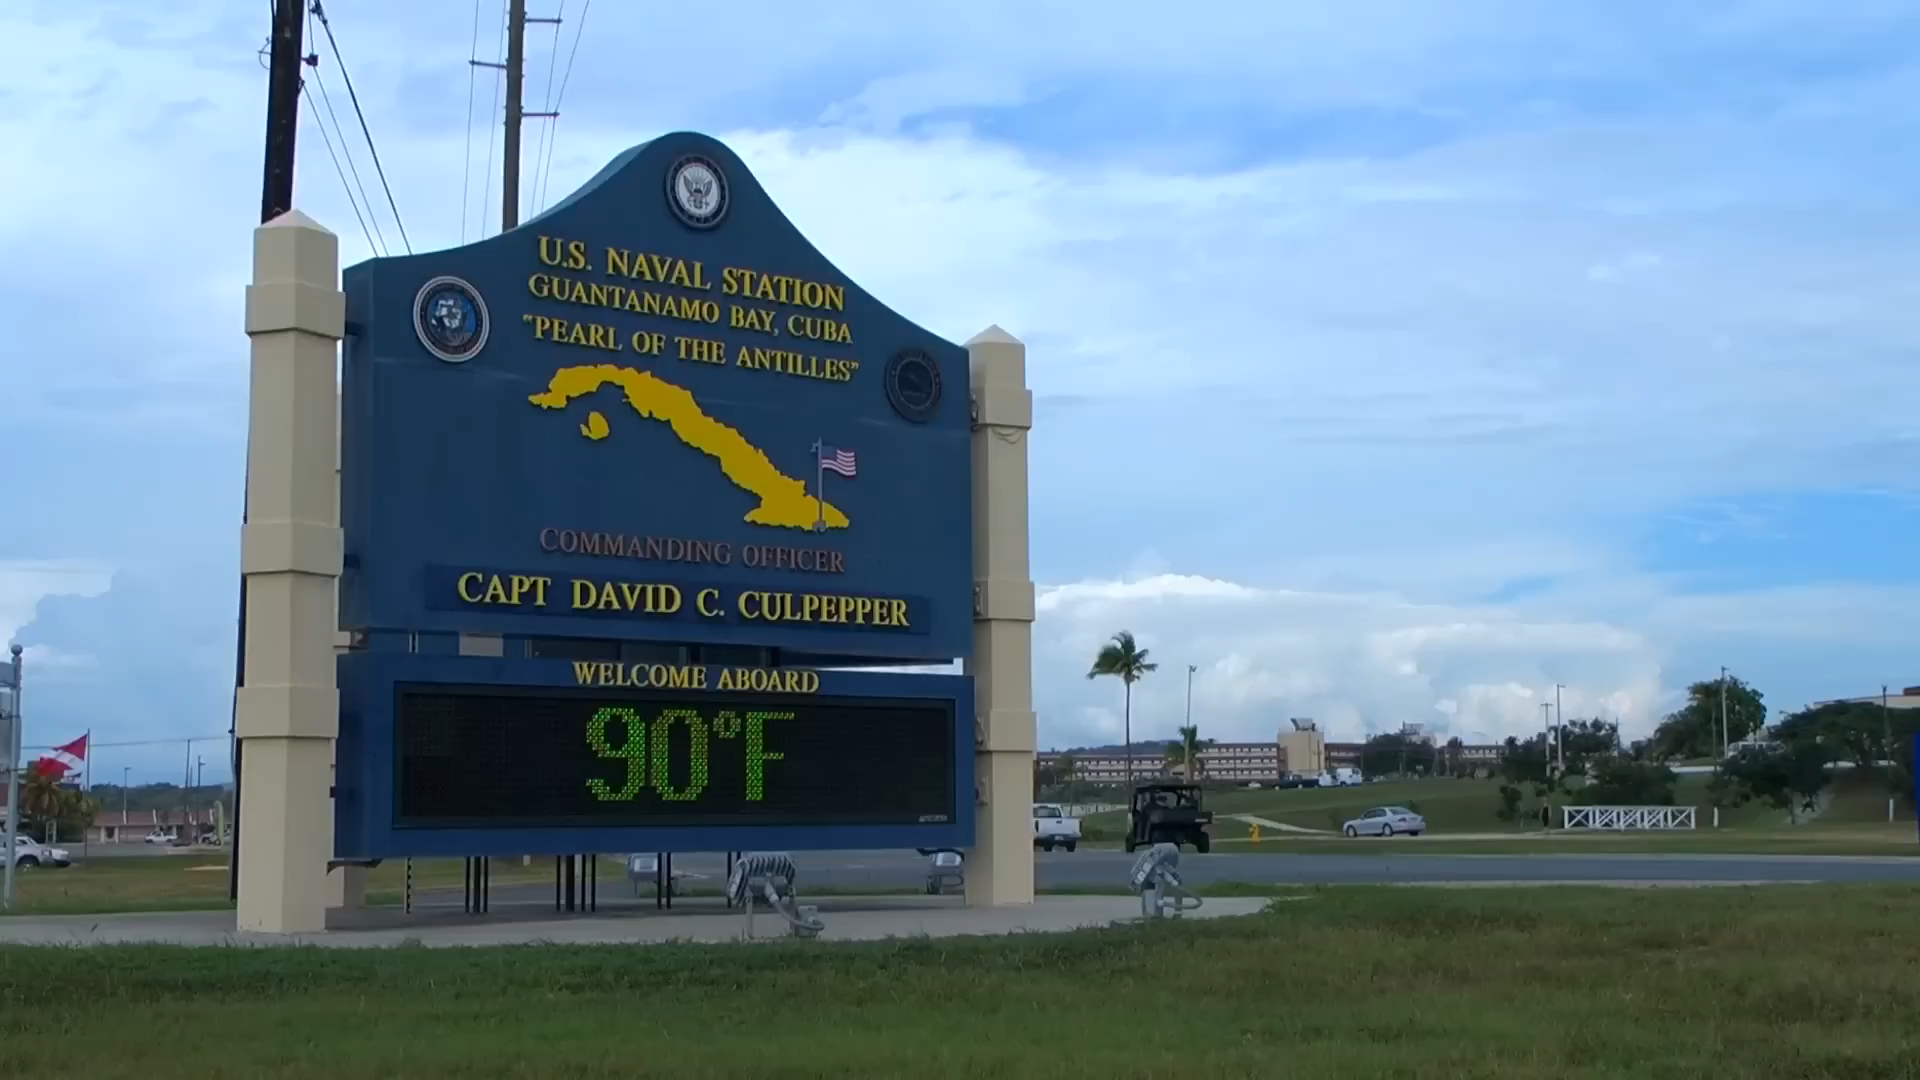 U.S. NAVAL STATION
GUANTANAMO BAY, CUBA
"PEARL OF THE ANTILLES"
COMMANDING OFFICER
CAPT DAVID C. CULPEPPER
WELCOME ABOARD
90°F